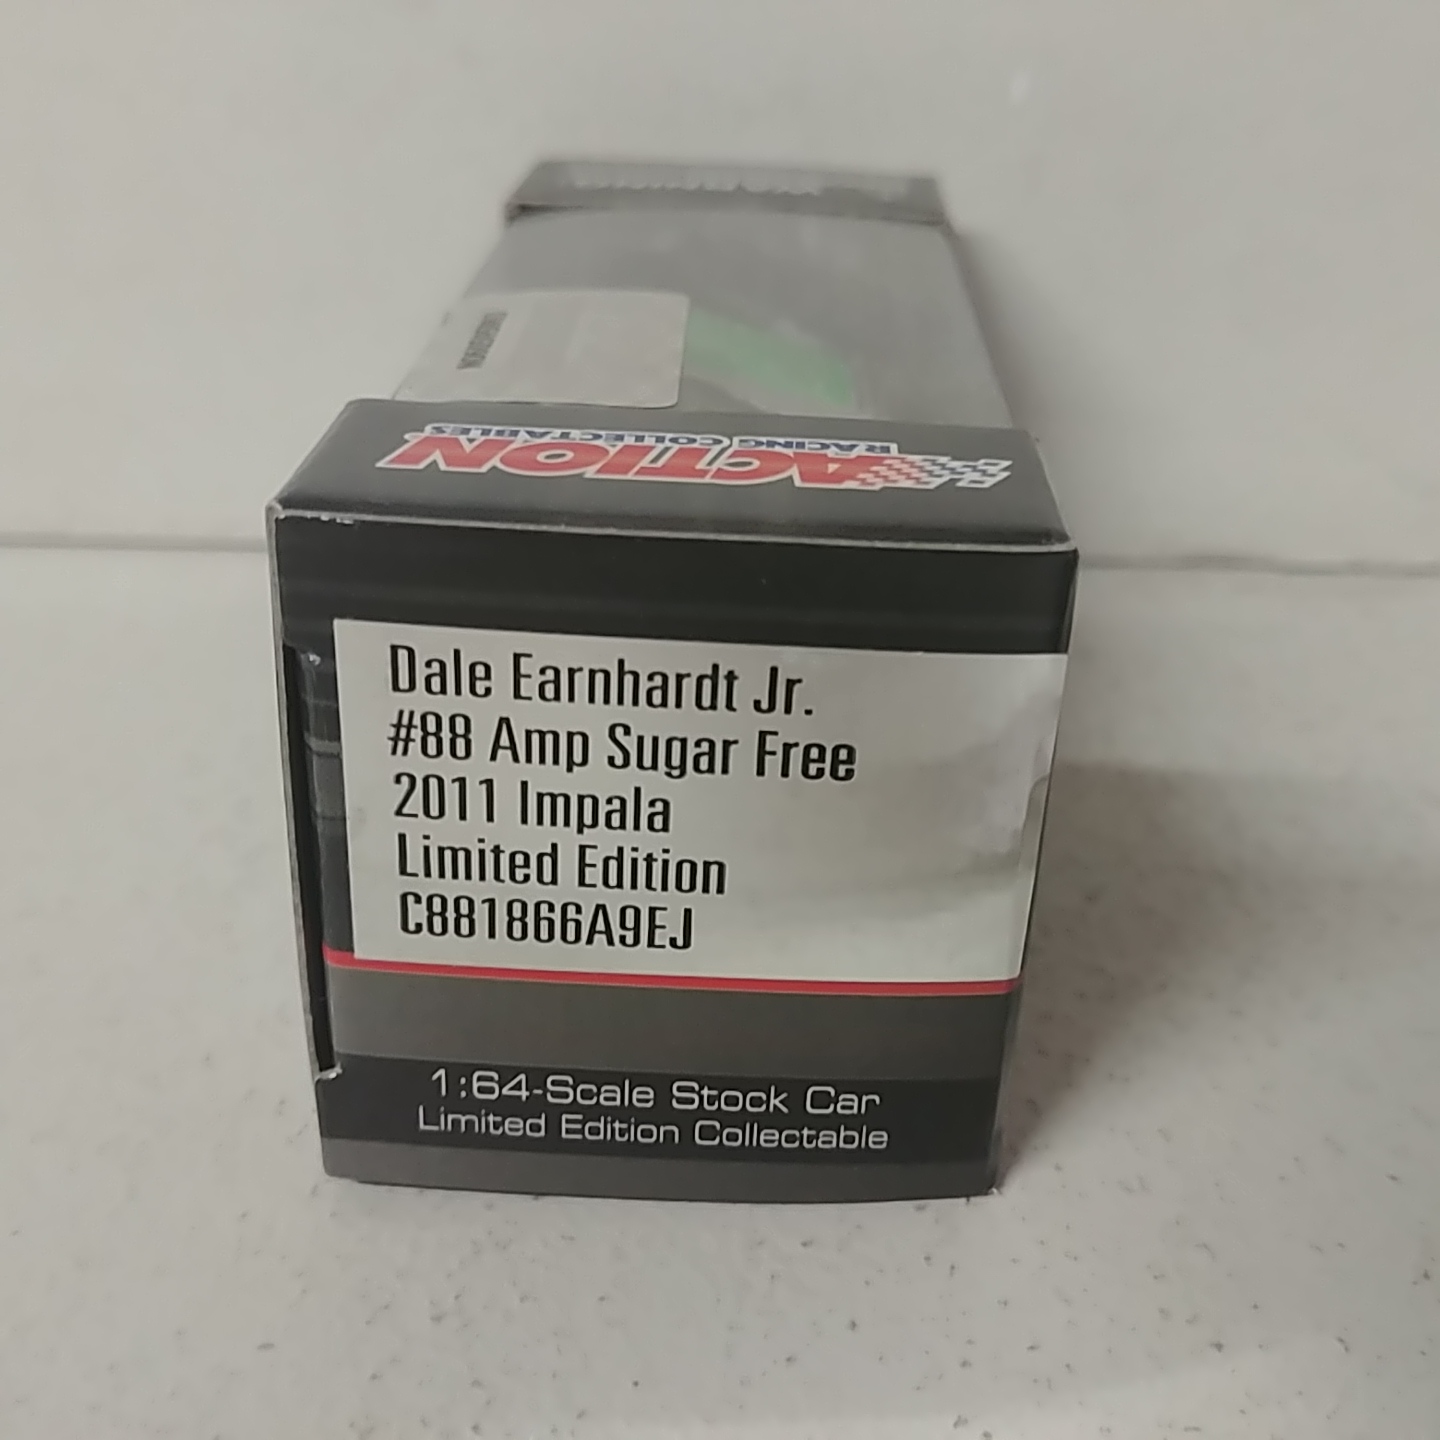 ACTION
RACING COLLECTABLES
Dale Earnhardt Jr.
#88 Amp Sugar Free
2011 Impala
Limited Edition
C881866A9EJ
1:64-Scale Stock Car
Limited Edition Collectable